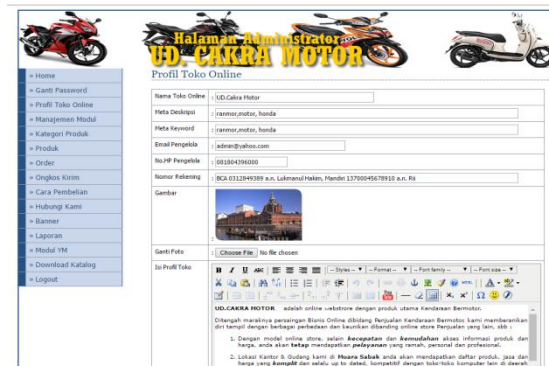 Halaman Administrator
UD. CAKRA MOTOR
Profil Toko Online
» Home
» Ganti Password
» Profil Toko Online
» Manajemen Modul
» Kategori Produk
» Produk
» Order
» Ongkos Kirim
» Cara Pembelian
» Hubungi Kami
» Banner
» Laporan
» Modul YM
» Download Katalog
» Logout
Nama Toko Online : UD.Cakra Motor
Meta Deskripsi : ranmor,motor, honda
Meta Keyword : ranmor,motor, honda
Email Pengelola : admin@yahoo.com
No.HP Pengelola : 081804396000
Nomor Rekening : BCA 0312849389 a.n. Lukmanul Hakim, Mandiri 13700045678910 a.n. Rii
Gambar :
Ganti Foto : Choose File No file chosen
Isi Profil Toko
B I U ABC -- Styles -- -- Format -- -- Font family -- -- Font size --
UD.CAKRA MOTOR adalah online webstore dengan produk utama Kendaraan Bermotor.
Ditengah maraknya persaingan Bisnis Online dibidang Penjualan Kendaraan Bermotor kami memberanikan
diri tampil dengan berbagai perbedaan dan keunikan dibanding online store Penjualan yang lain, sbb :
1. Dengan model online store, selain kecepatan dan kemudahan akses informasi produk dan
harga, anda akan tetap mendapatkan pelayanan yang ramah, personal dan profesional.
2. Lokasi Kantor & Gudang kami di Muara Sabak anda akan mendapatkan daftar produk, jasa dan
harga yang komplit dan selalu up to dated, kompetitif dengan toko-toko komputer lain di daerah